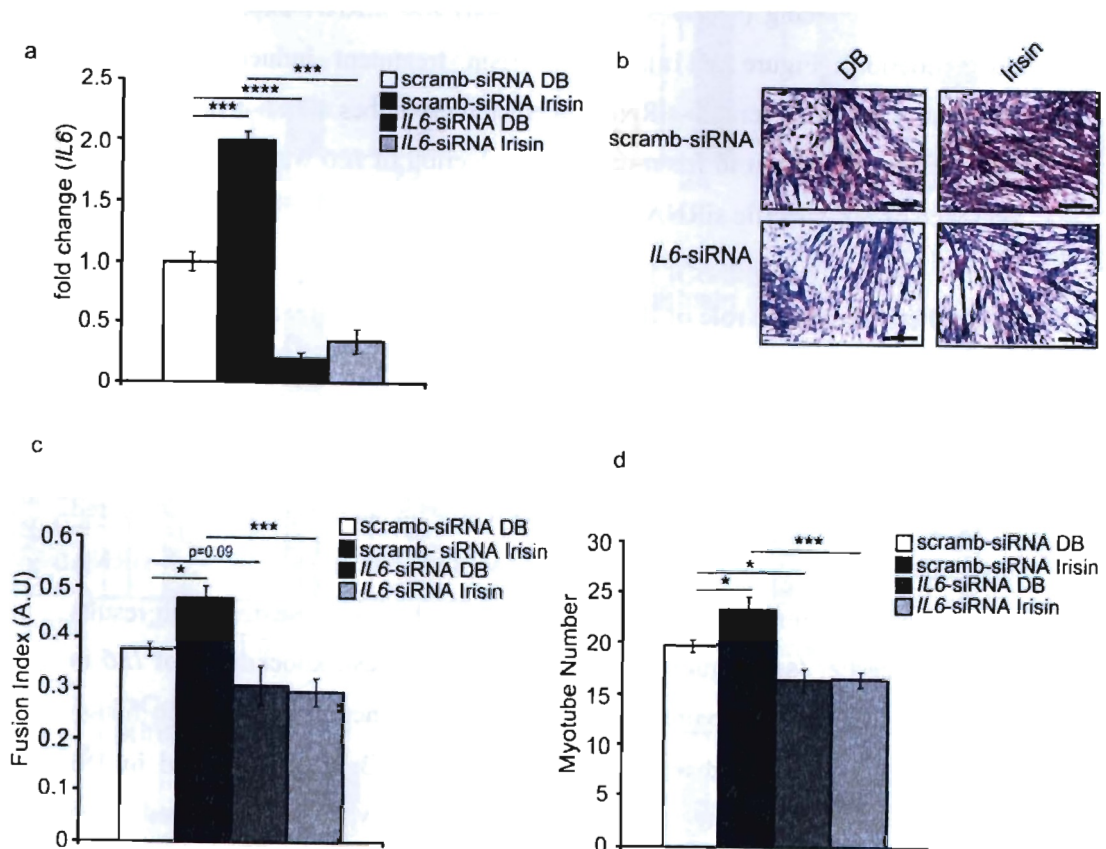 a
2.5
2.0
1.5
1.0
0.5
0
fold change (IL6)
***
****
***
scramb-siRNA DB
scramb-siRNA Irisin
IL6-siRNA DB
IL6-siRNA Irisin
b
DB
Irisin
scramb-siRNA
IL6-siRNA
c
0.6
0.5
0.4
0.3
0.2
0.1
0
Fusion Index (A.U)
***
p=0.09
*
scramb-siRNA DB
scramb- siRNA Irisin
IL6-siRNA DB
IL6-siRNA Irisin
d
30
25
20
15
10
5
0
Myotube Number
***
*
*
scramb-siRNA DB
scramb-siRNA Irisin
IL6-siRNA DB
IL6-siRNA Irisin